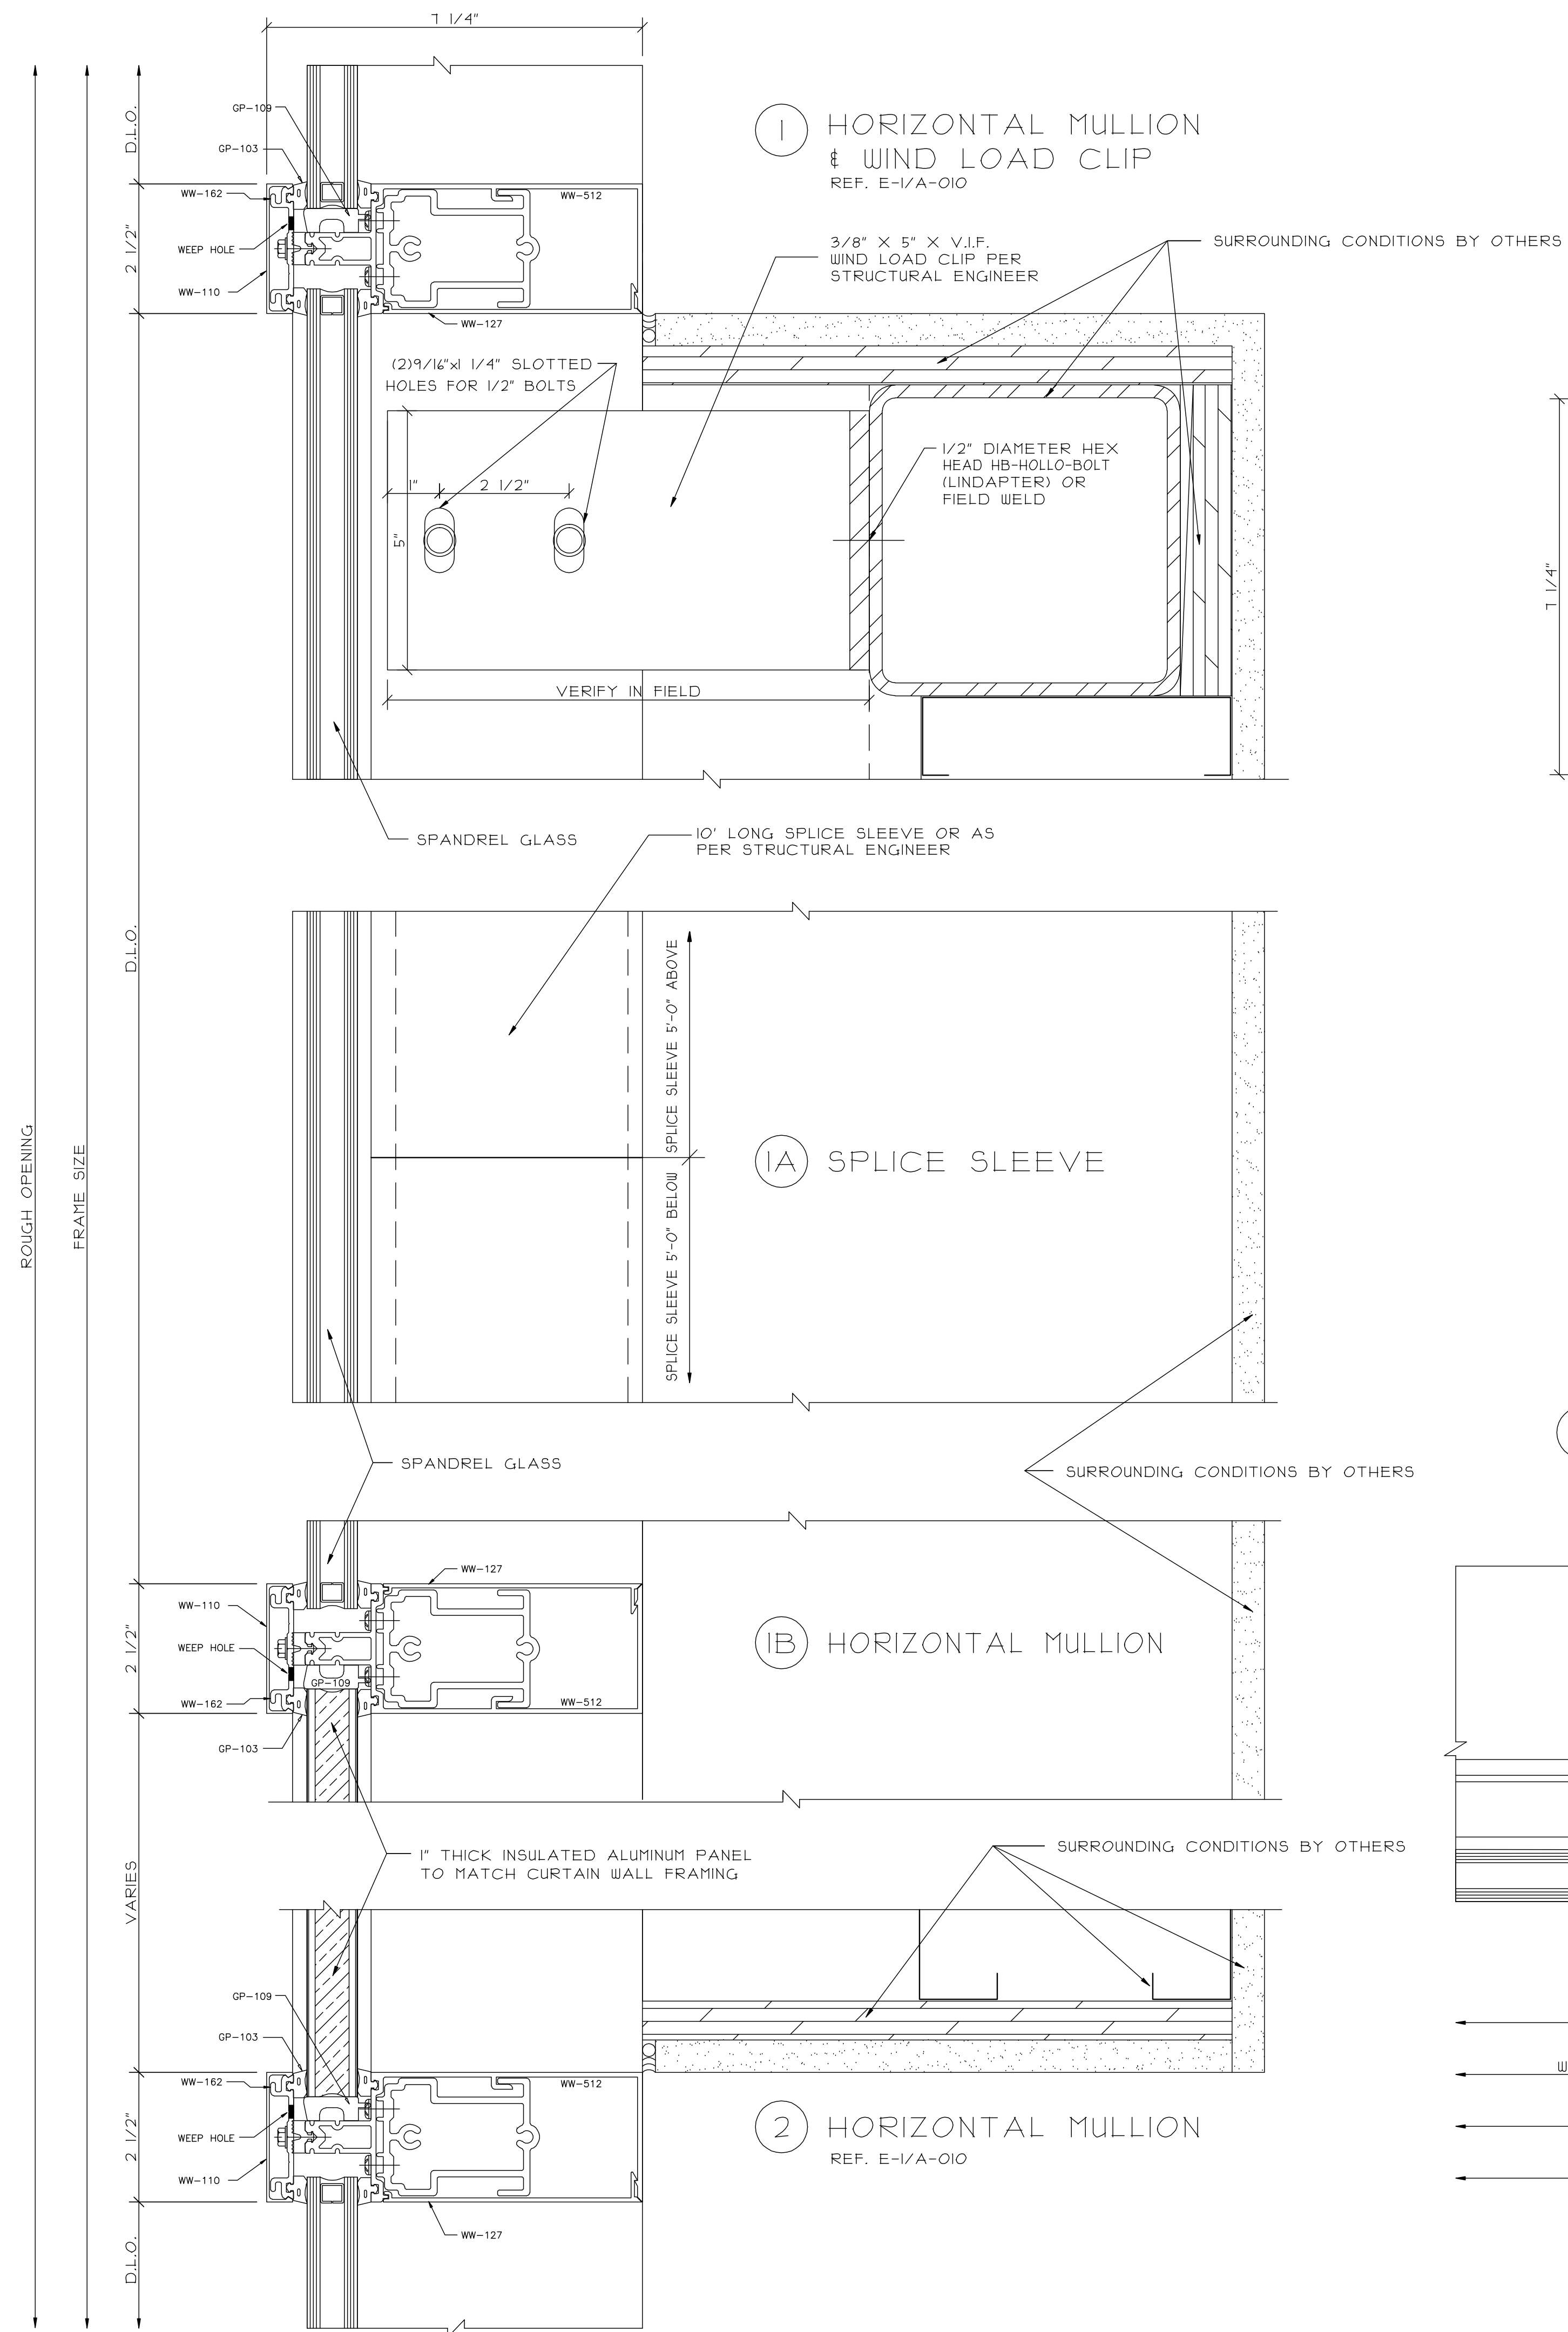 7 1/4"
D.L.O.
GP-109
GP-103
WW-162
WEEP HOLE
WW-110
2 1/2"
WW-512
WW-127
1 HORIZONTAL MULLION
& WIND LOAD CLIP
REF. E-1/A-010
3/8" X 5" X V.I.F.
WIND LOAD CLIP PER
STRUCTURAL ENGINEER
SURROUNDING CONDITIONS BY OTHERS
(2)9/16"x1 1/4" SLOTTED
HOLES FOR 1/2" BOLTS
1"
2 1/2"
5"
1/2" DIAMETER HEX
HEAD HB-HOLLO-BOLT
(LINDAPTER) OR
FIELD WELD
7 1/4"
VERIFY IN FIELD
SPANDREL GLASS
10' LONG SPLICE SLEEVE OR AS
PER STRUCTURAL ENGINEER
D.L.O.
SPLICE SLEEVE 5'-0" ABOVE
SPLICE SLEEVE 5'-0" BELOW
1A SPLICE SLEEVE
ROUGH OPENING
FRAME SIZE
SPANDREL GLASS
SURROUNDING CONDITIONS BY OTHERS
WW-127
WW-110
WEEP HOLE
WW-162
GP-103
2 1/2"
GP-109
WW-512
1B HORIZONTAL MULLION
1" THICK INSULATED ALUMINUM PANEL
TO MATCH CURTAIN WALL FRAMING
SURROUNDING CONDITIONS BY OTHERS
VARIES
GP-109
GP-103
WW-162
WEEP HOLE
WW-110
2 1/2"
WW-512
WW-127
2 HORIZONTAL MULLION
REF. E-1/A-010
D.L.O.